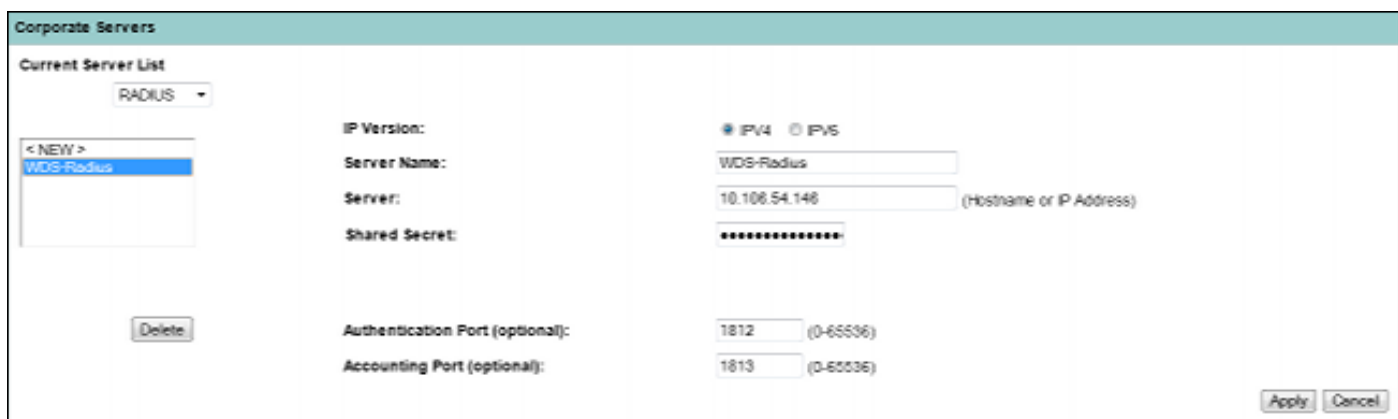 Corporate Servers
Current Server List
RADIUS
< NEW >
WDS-Radius
Delete
IP Version: IPV4 IPV6
Server Name: WDS-Radius
Server: 10.106.54.146 (Hostname or IP Address)
Shared Secret: ••••••••••••••
Authentication Port (optional): 1812 (0-65536)
Accounting Port (optional): 1813 (0-65536)
Apply Cancel